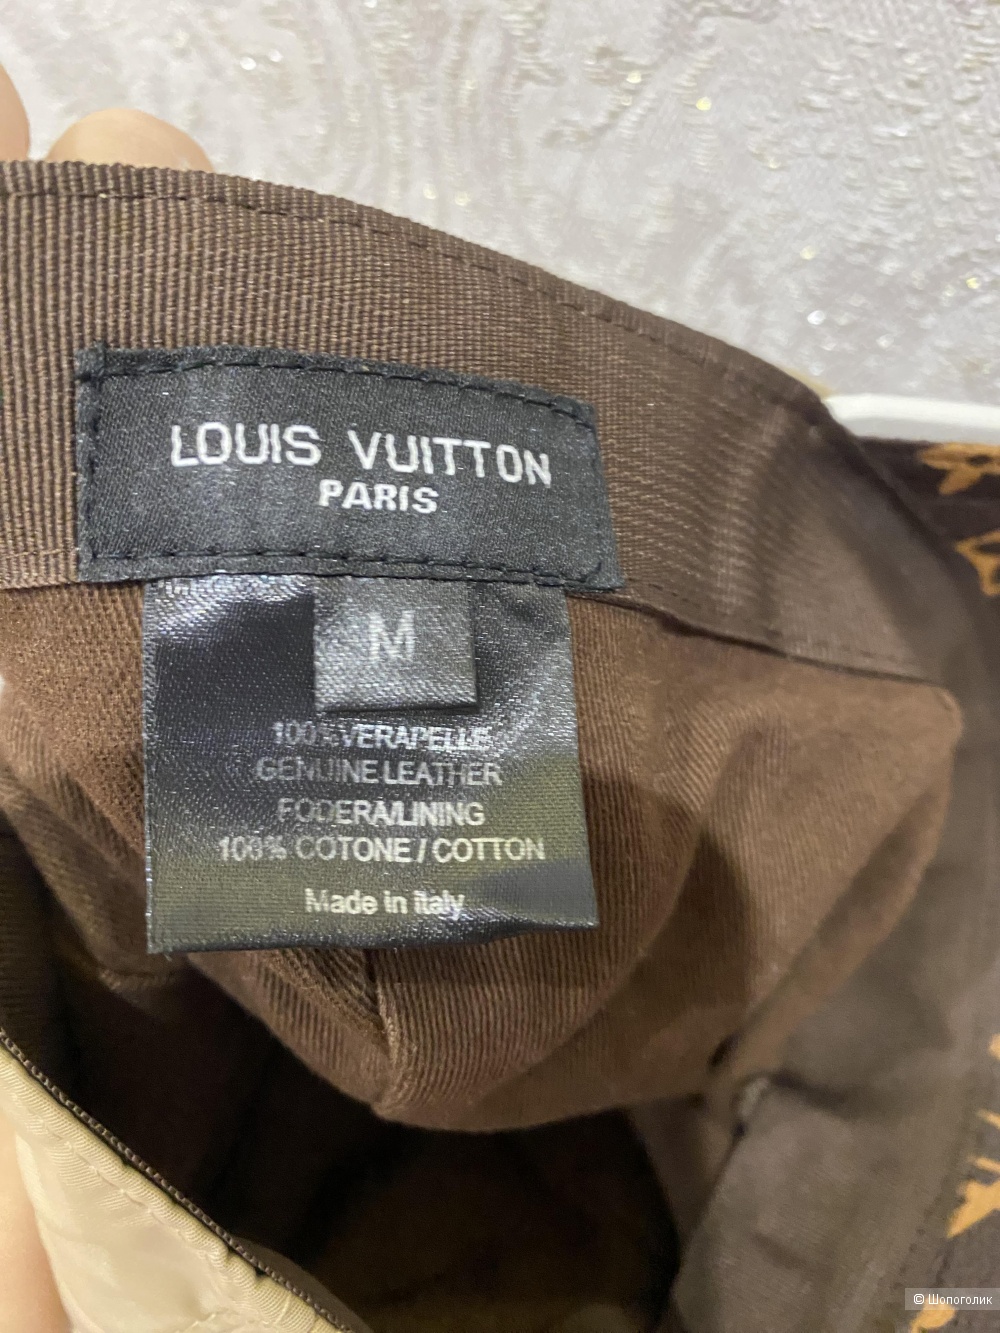 LOUIS VUITTON
PARIS
M
100% VERAPELLE
GENUINE LEATHER
FODERA/LINING
100% COTONE / COTTON
Made in italy
© Шопоголик